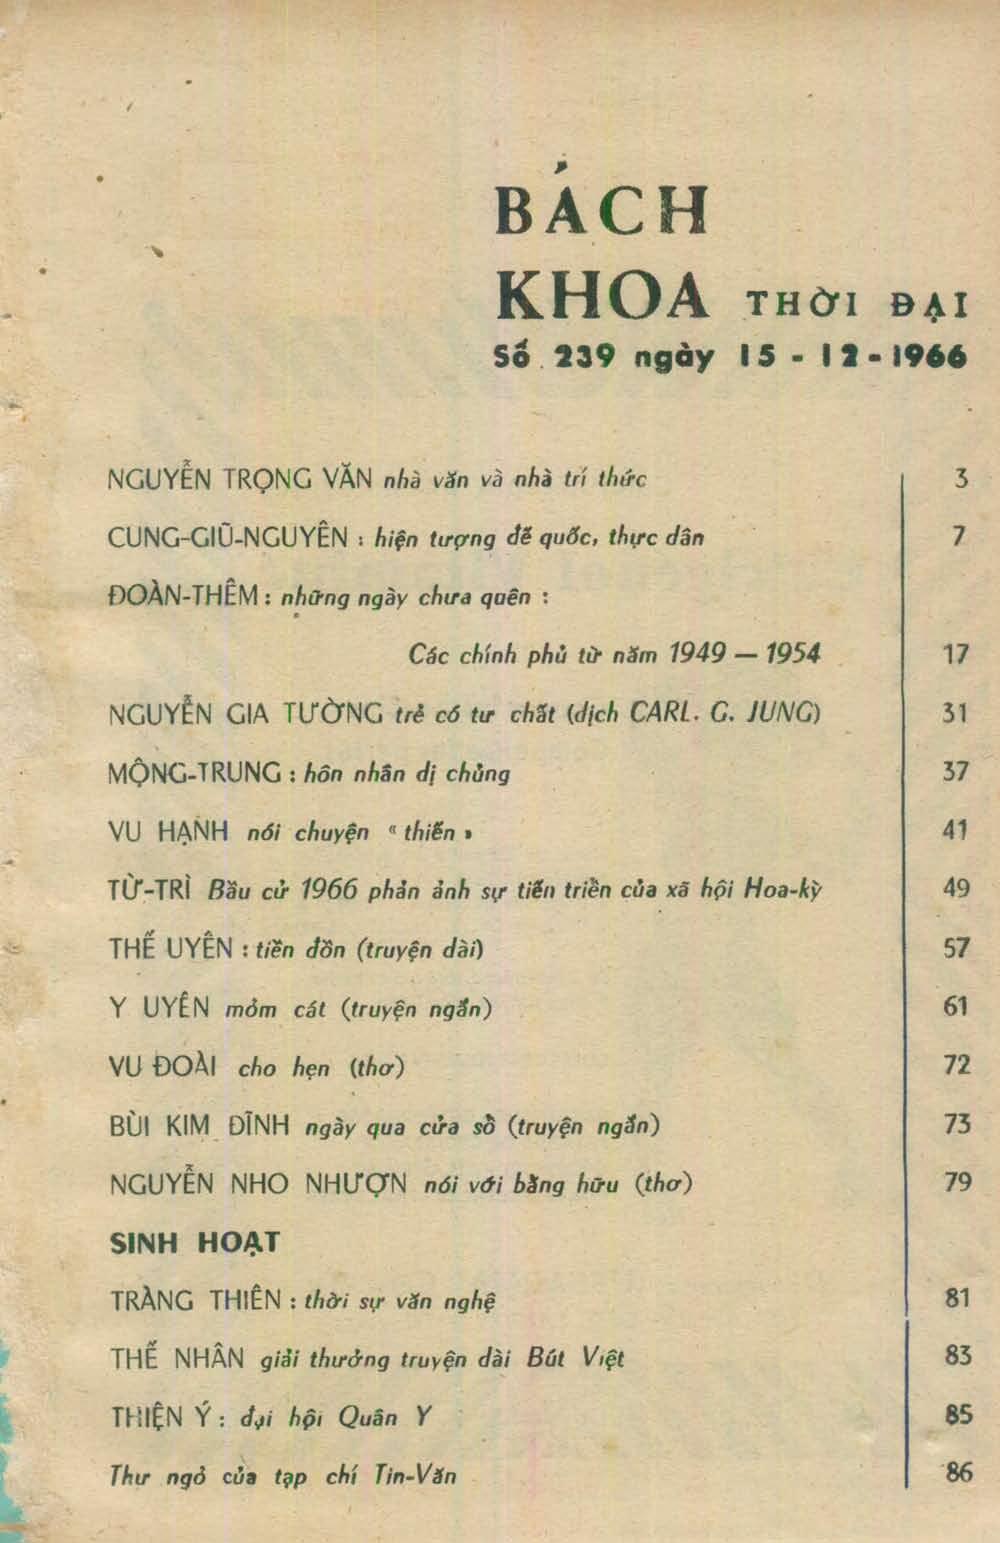 BÁCH
KHOA THỜI ĐẠI
Số 239 ngày 15 - 12 - 1966
NGUYỄN TRỌNG VĂN nhà văn và nhà trí thức 3
CUNG-GIŨ-NGUYÊN : hiện tượng đế quốc, thực dân 7
ĐOÀN-THÊM : những ngày chưa quên :
Các chính phủ từ năm 1949 — 1954 17
NGUYỄN GIA TƯỜNG trẻ có tư chất (dịch CARL. G. JUNG) 31
MỘNG-TRUNG : hôn nhân dị chủng 37
VU HẠNH nói chuyện « thiến » 41
TỪ-TRÌ Bầu cử 1966 phản ảnh sự tiến triển của xã hội Hoa-kỳ 49
THẾ UYÊN : tiền đồn (truyện dài) 57
Y UYÊN mỏm cát (truyện ngắn) 61
VU ĐOÀI cho hẹn (thơ) 72
BÙI KIM ĐĨNH ngày qua cửa sổ (truyện ngắn) 73
NGUYỄN NHO NHƯỢN nói với bằng hữu (thơ) 79
SINH HOẠT
TRÀNG THIÊN : thời sự văn nghệ 81
THẾ NHÂN giải thưởng truyện dài Bút Việt 83
THIỆN Ý : đại hội Quân Y 85
Thư ngỏ của tạp chí Tin-Văn 86